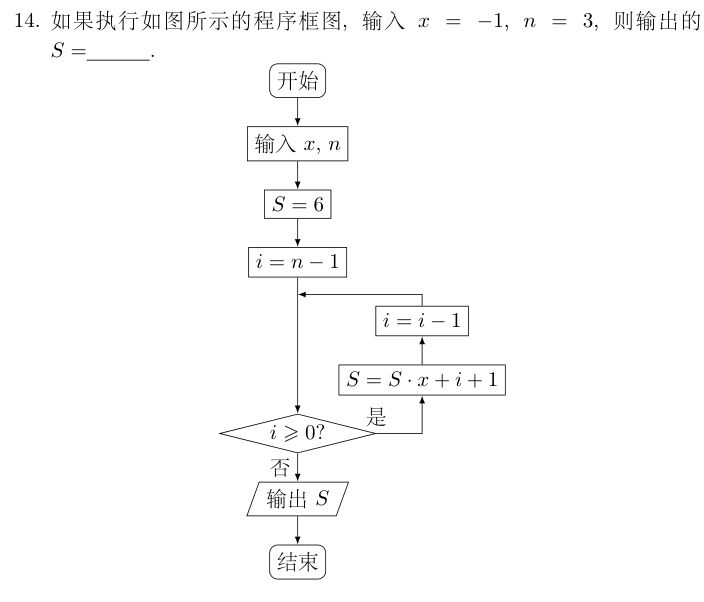 14. 如果执行如图所示的程序框图, 输入 x = −1, n = 3, 则输出的
S =______.
开始
输入 x, n
S = 6
i = n − 1
i = i − 1
S = S · x + i + 1
是
i ⩾ 0?
否
输出 S
结束